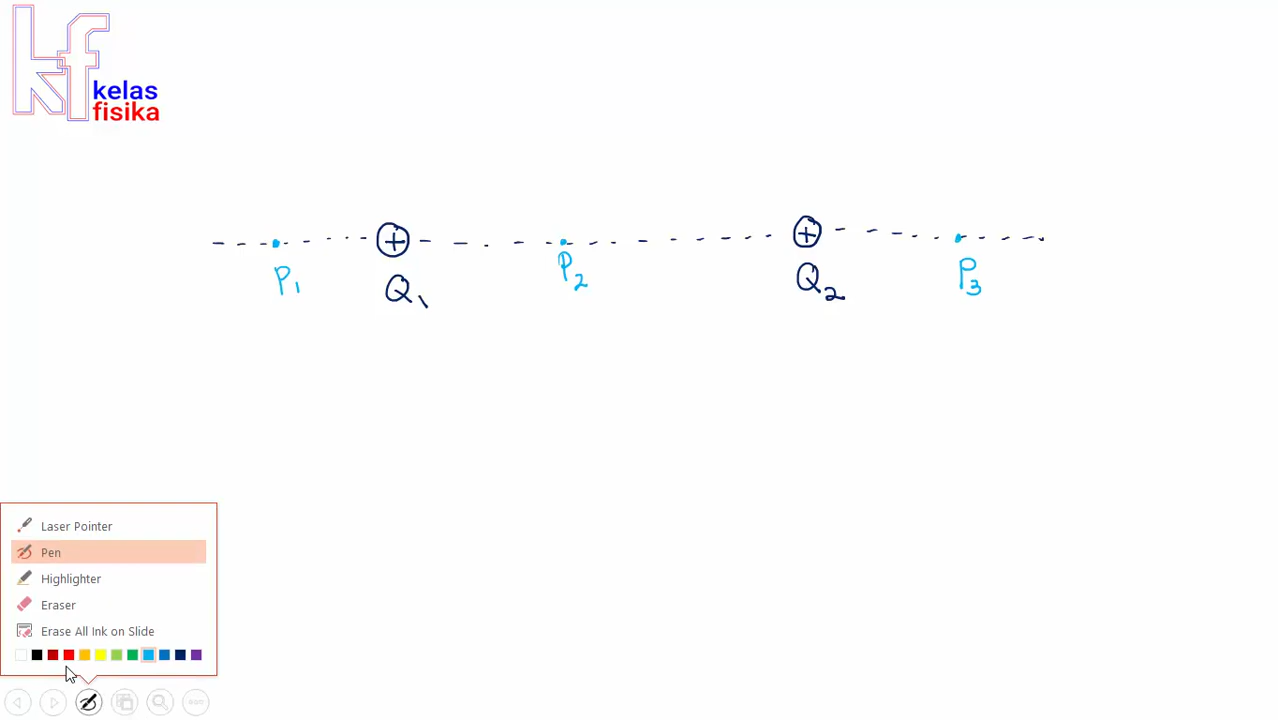 kf
kelas
fisika
+
+
P1
Q1
P2
Q2
P3
Laser Pointer
Pen
Highlighter
Eraser
Erase All Ink on Slide